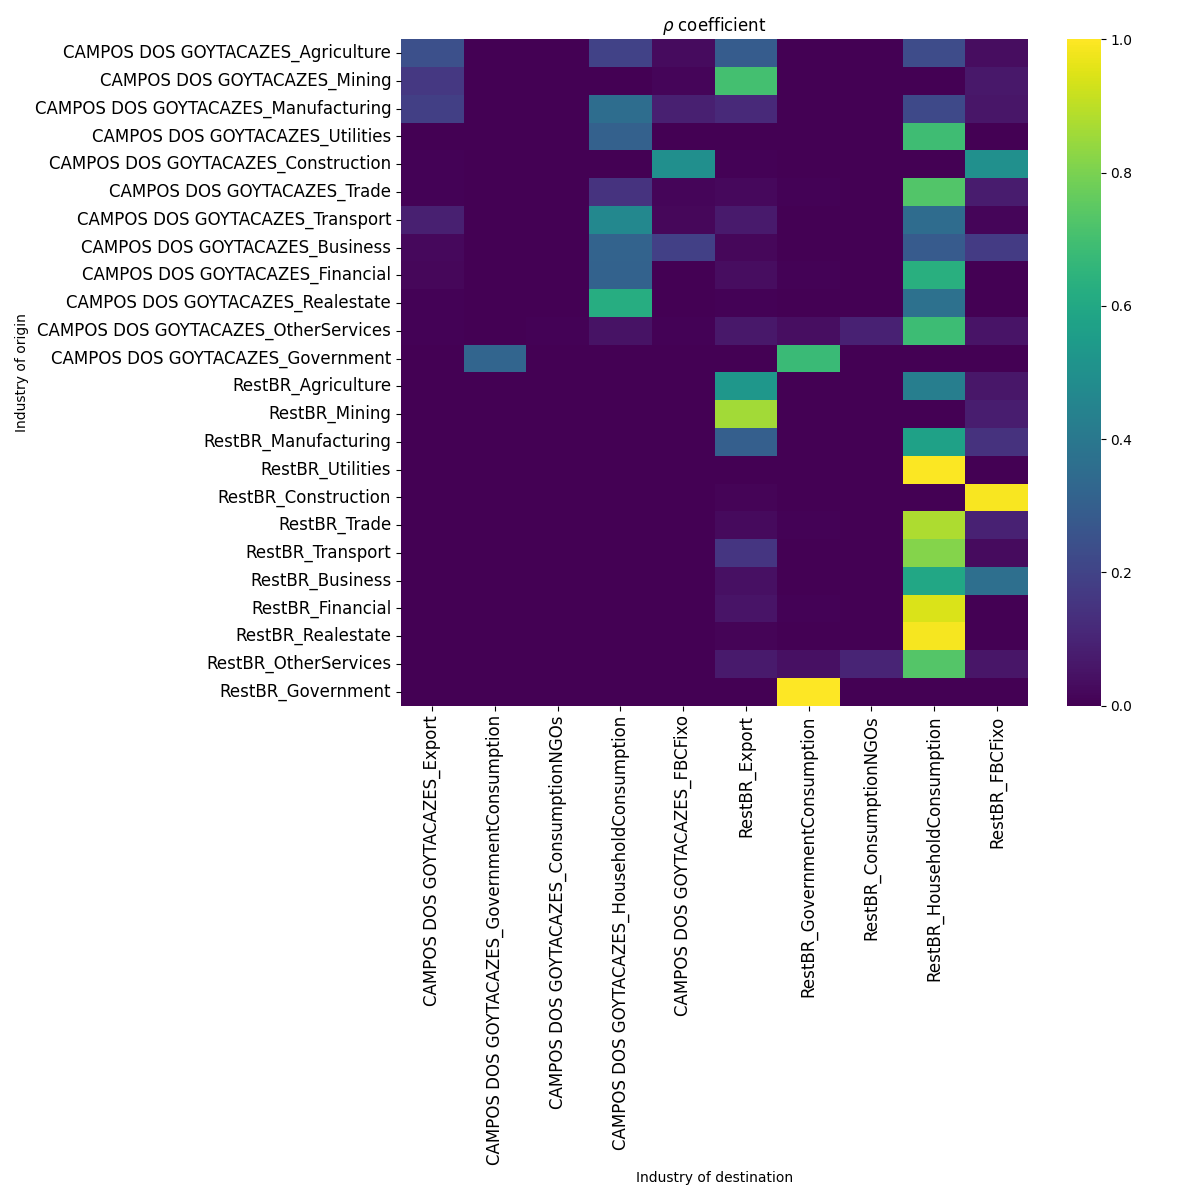 ρ coefficient
CAMPOS DOS GOYTACAZES_Agriculture
CAMPOS DOS GOYTACAZES_Mining
CAMPOS DOS GOYTACAZES_Manufacturing
CAMPOS DOS GOYTACAZES_Utilities
CAMPOS DOS GOYTACAZES_Construction
CAMPOS DOS GOYTACAZES_Trade
CAMPOS DOS GOYTACAZES_Transport
CAMPOS DOS GOYTACAZES_Business
CAMPOS DOS GOYTACAZES_Financial
CAMPOS DOS GOYTACAZES_Realestate
CAMPOS DOS GOYTACAZES_OtherServices
CAMPOS DOS GOYTACAZES_Government
RestBR_Agriculture
RestBR_Mining
RestBR_Manufacturing
RestBR_Utilities
RestBR_Construction
RestBR_Trade
RestBR_Transport
RestBR_Business
RestBR_Financial
RestBR_Realestate
RestBR_OtherServices
RestBR_Government
Industry of origin
CAMPOS DOS GOYTACAZES_Export
CAMPOS DOS GOYTACAZES_GovernmentConsumption
CAMPOS DOS GOYTACAZES_ConsumptionNGOs
CAMPOS DOS GOYTACAZES_HouseholdConsumption
CAMPOS DOS GOYTACAZES_FBCFixo
RestBR_Export
RestBR_GovernmentConsumption
RestBR_ConsumptionNGOs
RestBR_HouseholdConsumption
RestBR_FBCFixo
Industry of destination
1.0
0.8
0.6
0.4
0.2
0.0